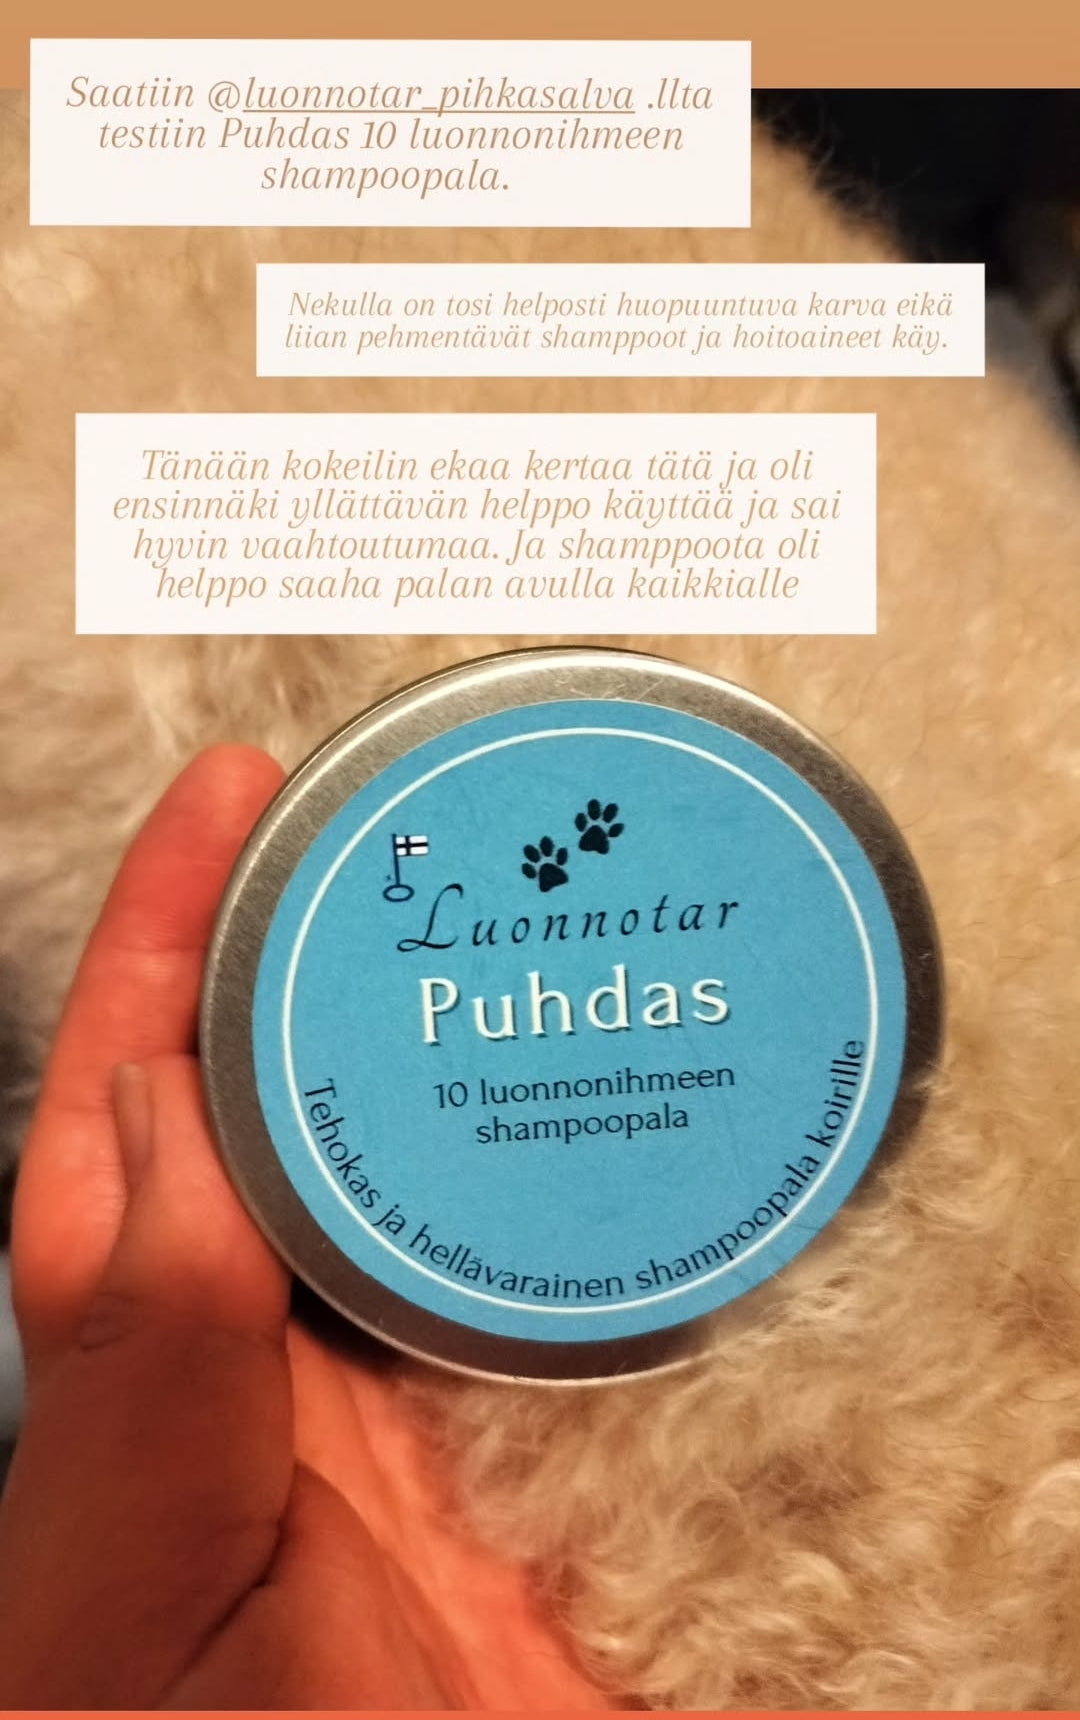 Saatiin @luonnotar_pihkasalva .llta
testiin Puhdas 10 luonnonihmeen
shampoopala.
Nekulla on tosi helposti huopuuntuva karva eikä
liian pehmentävät shamppoot ja hoitoaineet käy.
Tänään kokeilin ekaa kertaa tätä ja oli
ensinnäki yllättävän helppo käyttää ja sai
hyvin vaahtoutumaa. Ja shamppoota oli
helppo saaha palan avulla kaikkialle
Luonnotar
Puhdas
10 luonnonihmeen
shampoopala
Tehokas ja hellävarainen shampoopala koirille